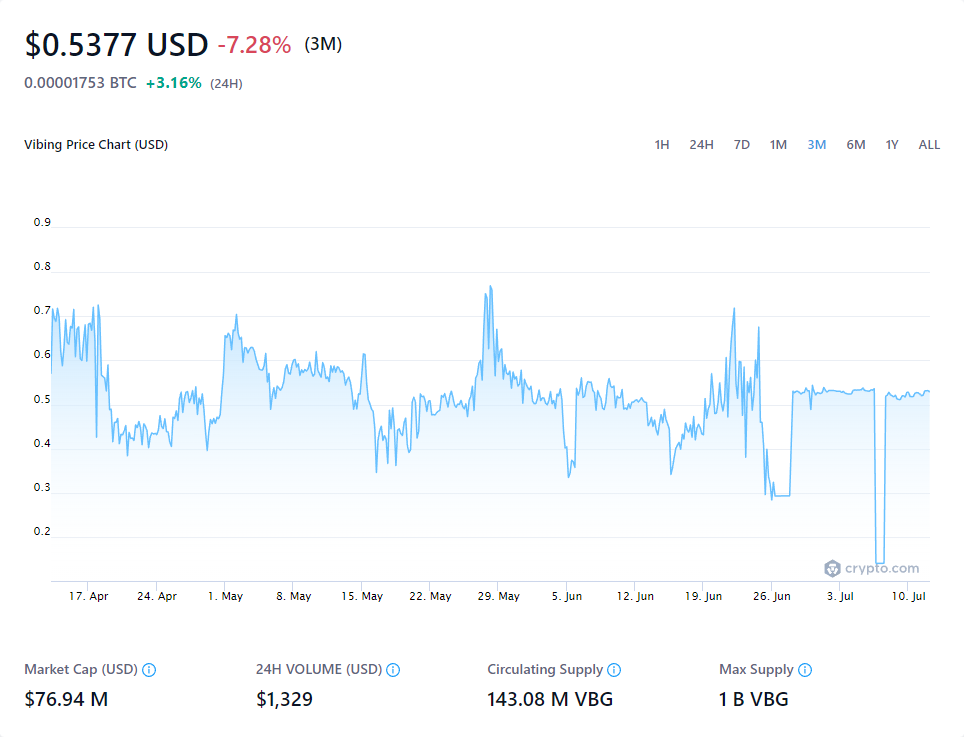 $0.5377 USD -7.28% (3M)
0.00001753 BTC +3.16% (24H)
Vibing Price Chart (USD)
1H 24H 7D 1M 3M 6M 1Y ALL
0.9
0.8
0.7
0.6
0.5
0.4
0.3
0.2
crypto.com
17. Apr 24. Apr 1. May 8. May 15. May 22. May 29. May 5. Jun 12. Jun 19. Jun 26. Jun 3. Jul 10. Jul
Market Cap (USD) 24H VOLUME (USD) Circulating Supply Max Supply
$76.94 M $1,329 143.08 M VBG 1 B VBG